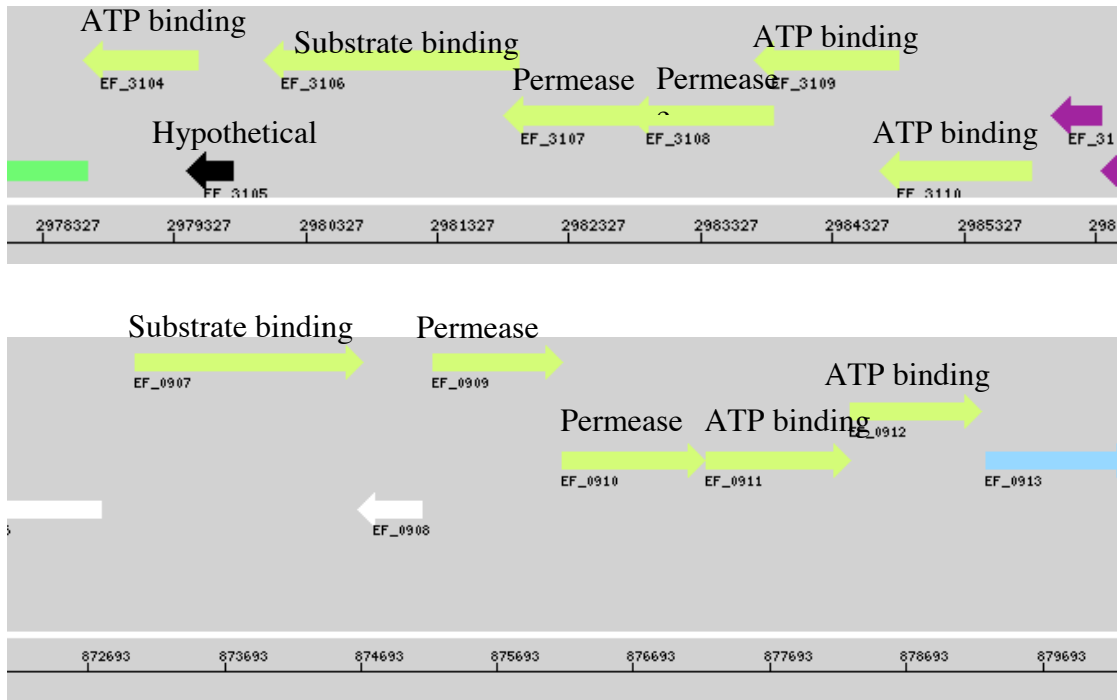 ATP binding
Substrate binding
ATP binding
EF_3104
EF_3106
Permease
Permease
EF_3109
EF_3107
EF_3108
Hypothetical
ATP binding
EF_31
EF_3105
EF_3110
2978327 2979327 2980327 2981327 2982327 2983327 2984327 2985327 298
Substrate binding
Permease
EF_0907
EF_0909
ATP binding
Permease
ATP binding
EF_0912
EF_0910
EF_0911
EF_0913
EF_0908
872693 873693 874693 875693 876693 877693 878693 879693